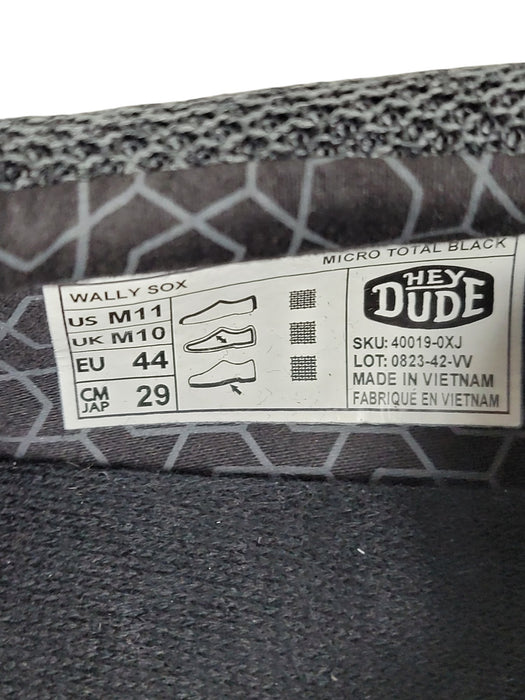 MICRO TOTAL BLACK
WALLY SOX
US M11
UK M10
EU 44
CM
JAP 29
HEY
DUDE
SKU: 40019-0XJ
LOT: 0823-42-VV
MADE IN VIETNAM
FABRIQUÉ EN VIETNAM